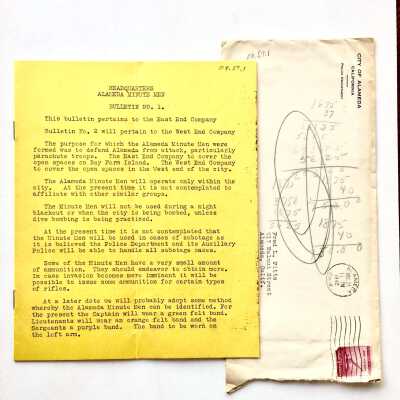 04.57.1
HEADQUARTERS
ALAMEDA MINUTE MEN
BULLETIN NO. 1.
This bulletin pertains to the East End Company
Bulletin No. 2 will pertain to the West End Company
The purpose for which the Alameda Minute Men were
formed was to defend Alameda from attack, particularly
parachute troops. The East End Company to cover the
open spaces on Bay Farm Island. The West End Company
to cover the open spaces in the West end of the city.
The Alameda Minute Men will operate only within the
city. At the present time it is not contemplated to
affiliate with other similar groups.
The Minute Men will not be used during a night
blackout or when the city is being bombed, unless
dive bombing is being practised.
At the present time it is not contemplated that
the Minute Men will be used in cases of sabotage as
it is believed the Police Department and its Auxiliary
Police will be able to handle all sabotage cases.
Some of the Minute Men have a very small amount
of ammunition. They should endeavor to obtain more.
In case invasion becomes more imminent it will be
possible to issue some ammunition for certain types
of rifles.
At a later date we will probably adopt some method
whereby the Alameda Minute Men can be identified. For
the present the Captain will wear a green felt band.
Lieutenants will wear an orange felt band and the
Sergeants a purple band. The band to be worn on
the left arm.
CITY OF ALAMEDA
CALIFORNIA
Fred L.
Street
Alameda, Calif.